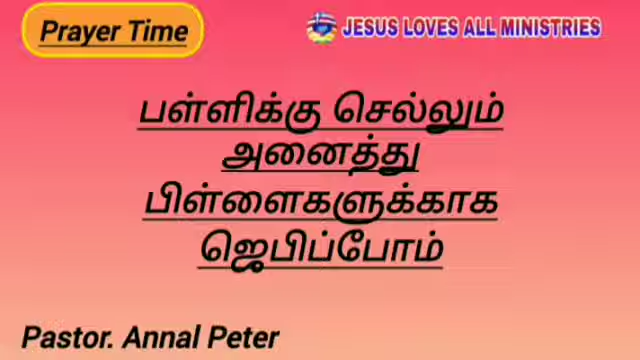 Prayer Time
JESUS LOVES ALL MINISTRIES
பள்ளிக்கு செல்லும்
அனைத்து
பிள்ளைகளுக்காக
ஜெபிப்போம்
Pastor. Annal Peter